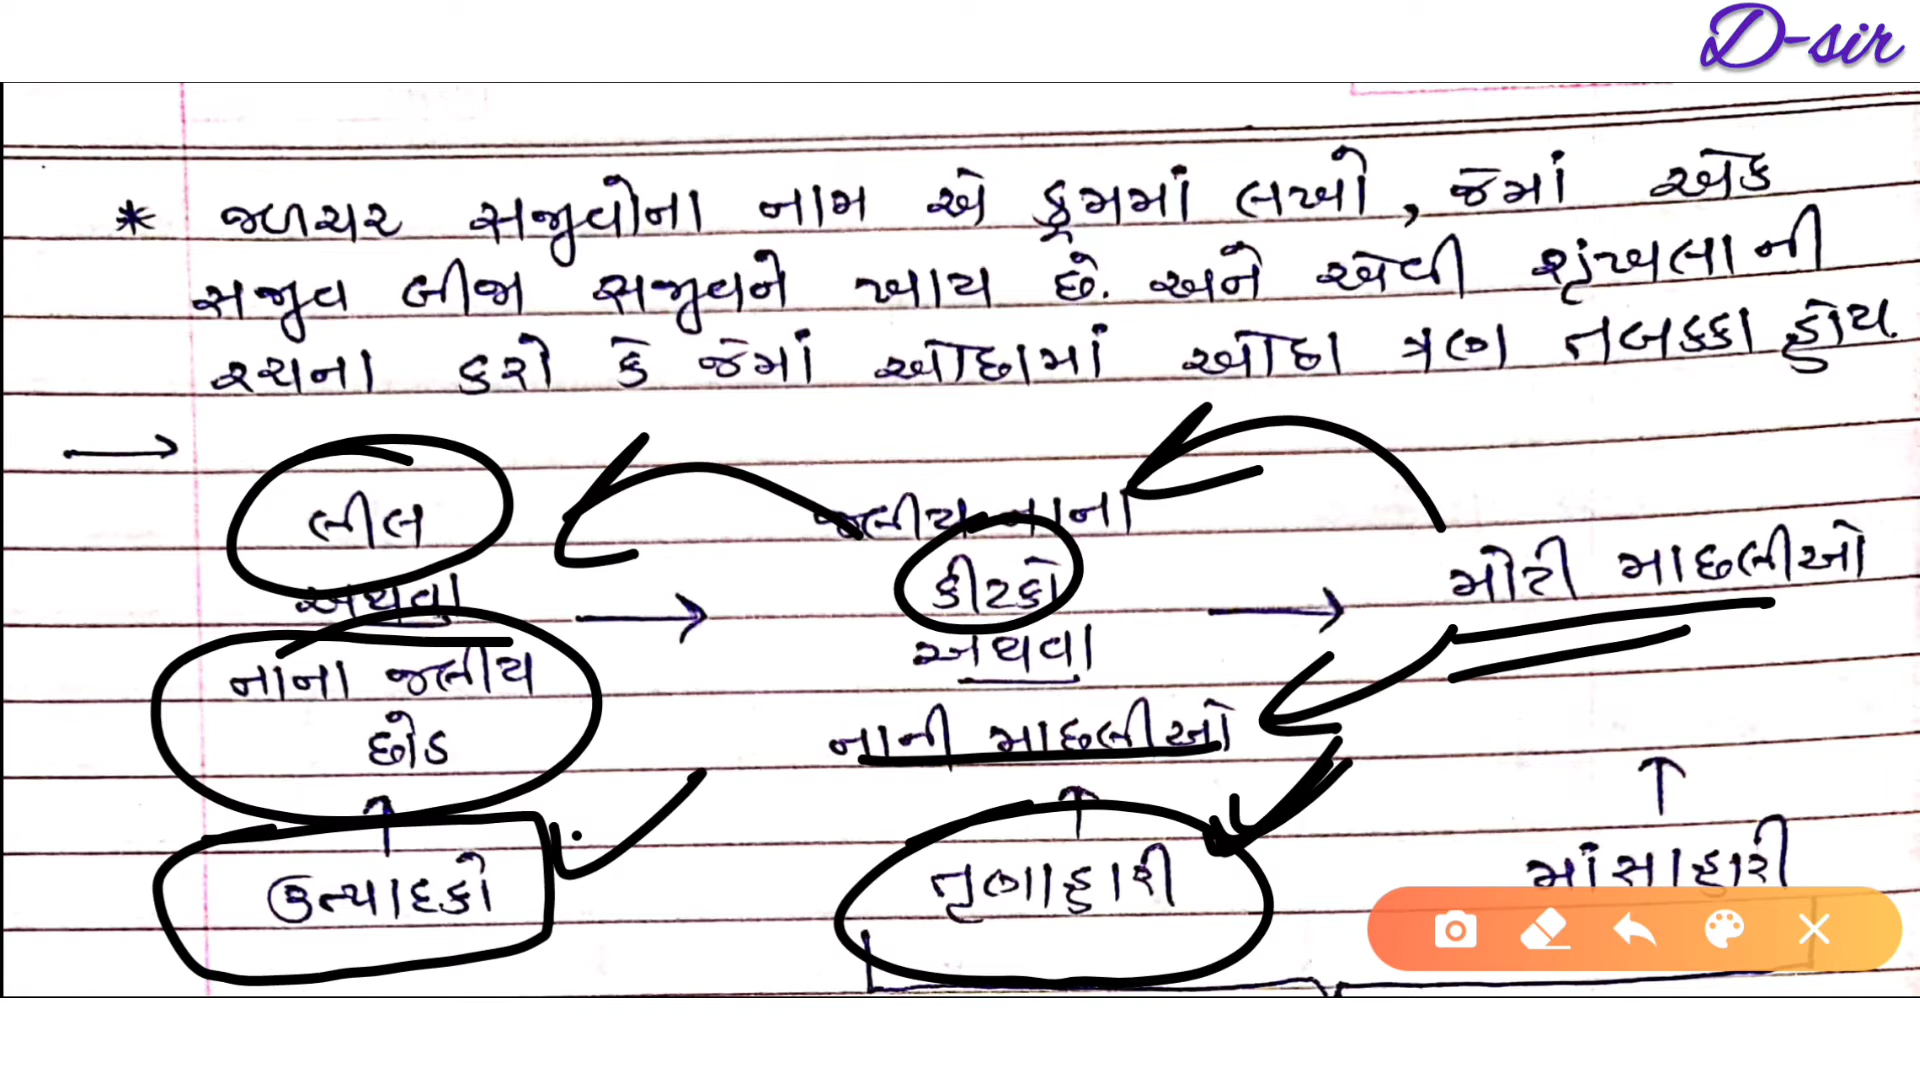 D-sir
* જળચર સજીવોના નામ એ ક્રમમાં લખો, જેમાં એક
સજીવ બીજા સજીવને ખાય છે. અને એવી શૃંખલાની
રચના કરો કે જેમાં ઓછામાં ઓછા ત્રણ તબક્કા હોય.
→
લીલ
અથવા
નાના જલીય
છોડ
↑
ઉત્પાદકો
→
જલીય નાના
કીટકો
અથવા
નાની માછલીઓ
↑
તૃણાહારી
→
મોટી માછલીઓ
↑
માંસાહારી